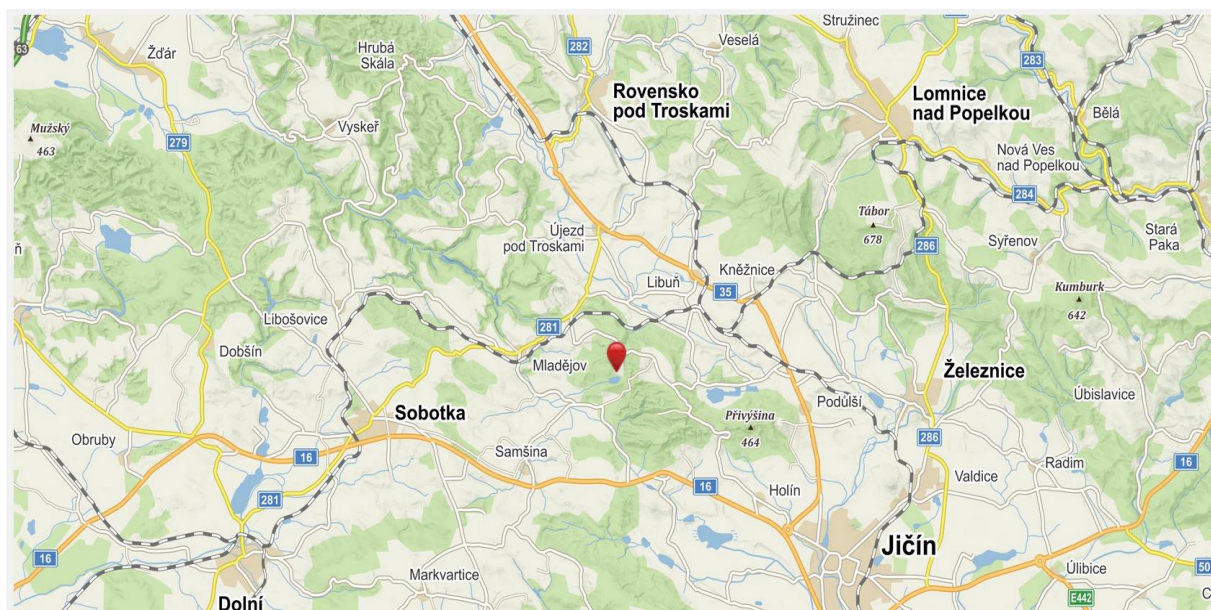 Stružinec
63
Žďár
Hrubá
Skála
282
Veselá
283
Rovensko
pod Troskami
Lomnice
nad Popelkou
Bělá
Mužský
463
279
Vyskeř
Nová Ves
nad Popelkou
284
Tábor
678
Újezd
pod Troskami
286
Syřenov
Stará
Paka
ň
Libuň
Kněžnice
35
Kumburk
642
Libošovice
281
Dobšín
Mladějov
Železnice
Sobotka
Přivýšina
464
Podůlší
Úbislavice
Obruby
16
Samšina
286
Radim
16
Valdice
281
16
Holín
16
Jičín
Markvartice
Úlibice
50
E442
C
Dolní